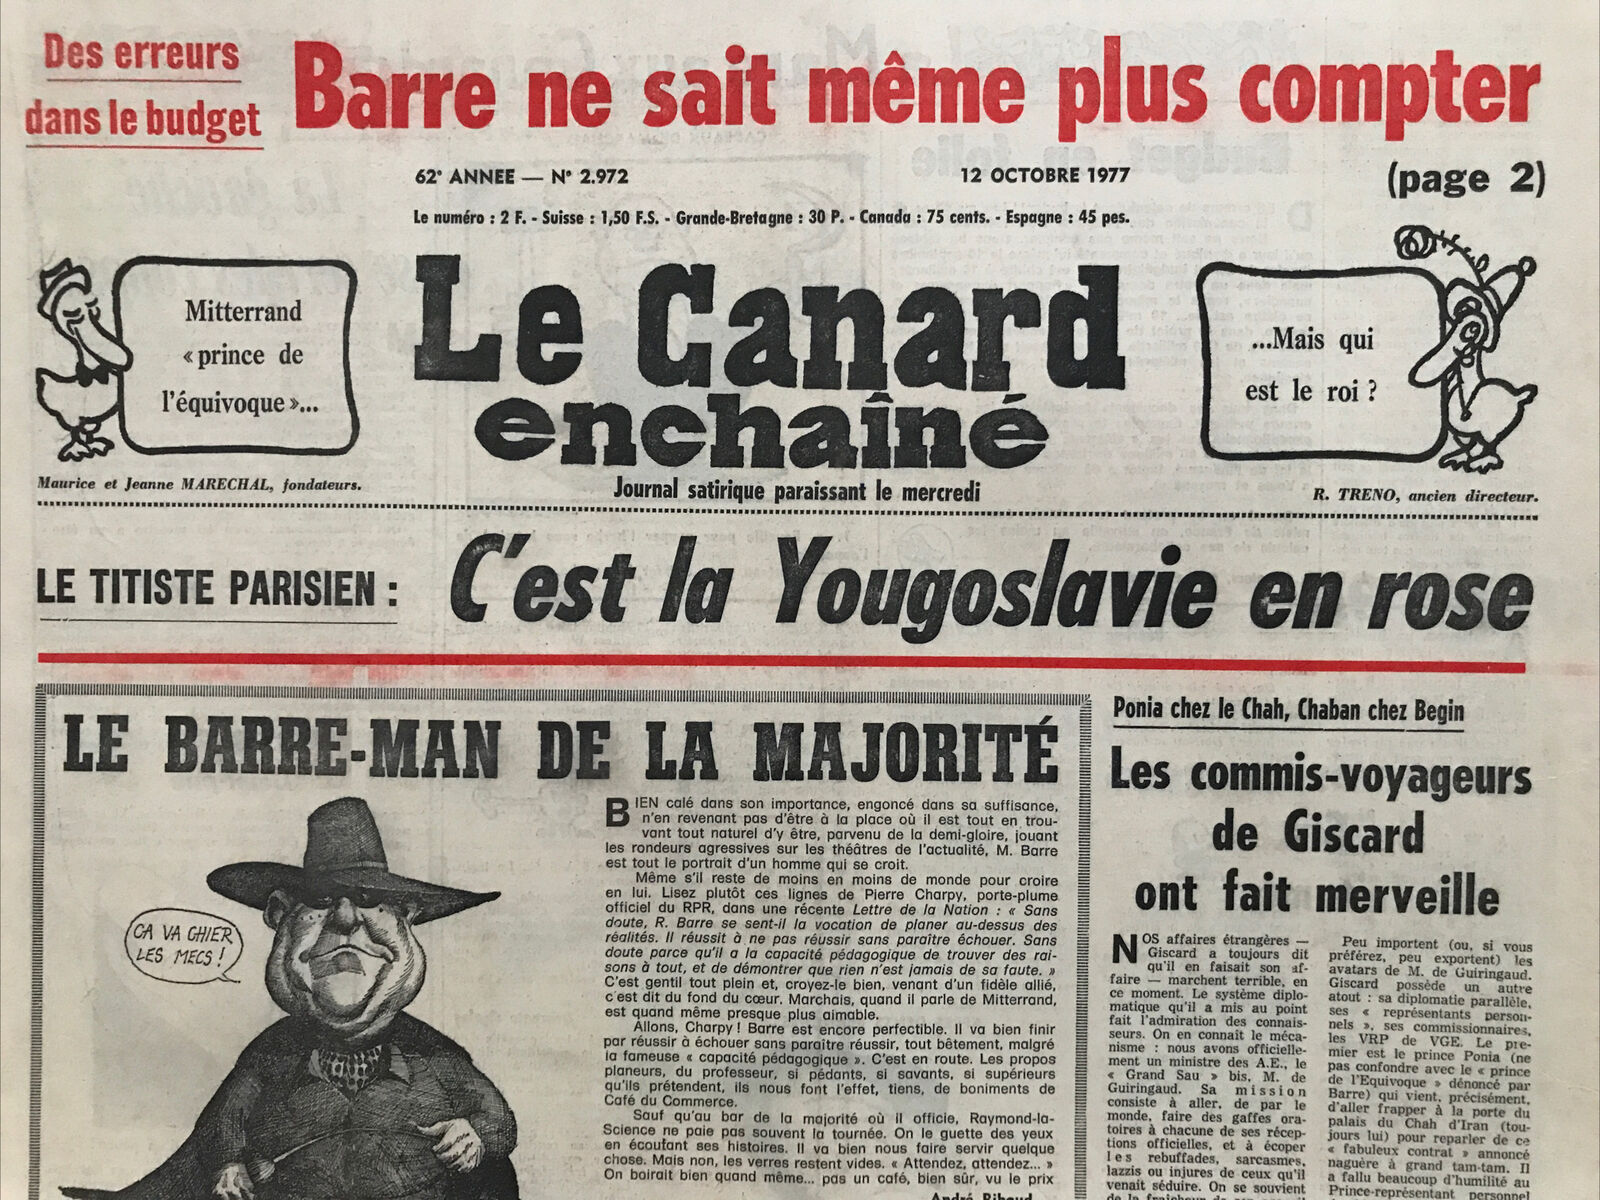 Des erreurs
dans le budget
Barre ne sait même plus compter
62e ANNEE — N° 2.972
12 OCTOBRE 1977
(page 2)
Le numéro : 2 F. - Suisse : 1,50 F.S. - Grande-Bretagne : 30 P. - Canada : 75 cents. - Espagne : 45 pes.
Mitterrand
« prince de
l'équivoque »...
Le Canard
enchaîné
...Mais qui
est le roi ?
Maurice et Jeanne MARECHAL, fondateurs.
Journal satirique paraissant le mercredi
R. TRENO, ancien directeur.
LE TITISTE PARISIEN :
C'est la Yougoslavie en rose
LE BARRE-MAN DE LA MAJORITÉ
CA VA CHIER
LES MECS !
BIEN calé dans son importance, engoncé dans sa suffisance,
n'en revenant pas d'être à la place où il est tout en trou-
vant tout naturel d'y être, parvenu de la demi-gloire, jouant
les rondeurs agressives sur les théâtres de l'actualité, M. Barre
est tout le portrait d'un homme qui se croit.
Même s'il reste de moins en moins de monde pour croire
en lui. Lisez plutôt ces lignes de Pierre Charpy, porte-plume
officiel du RPR, dans une récente Lettre de la Nation : « Sans
doute, R. Barre se sent-il la vocation de planer au-dessus des
réalités. Il réussit à ne pas réussir sans paraître échouer. Sans
doute parce qu'il a la capacité pédagogique de trouver des rai-
sons à tout, et de démontrer que rien n'est jamais de sa faute. »
C'est gentil tout plein et, croyez-le bien, venant d'un fidèle allié,
c'est dit du fond du cœur. Marchais, quand il parle de Mitterrand,
est quand même presque plus aimable.
Allons, Charpy ! Barre est encore perfectible. Il va bien finir
par réussir à échouer sans paraître réussir, tout bêtement, malgré
la fameuse « capacité pédagogique ». C'est en route. Les propos
planeurs, du professeur, si pédants, si savants, si supérieurs
qu'ils prétendent, ils nous font l'effet, tiens, de boniments de
Café du Commerce.
Sauf qu'au bar de la majorité où il officie, Raymond-la-
Science ne paie pas souvent la tournée. On le guette des yeux
en écoutant ses histoires. Il va bien nous faire servir quelque
chose. Mais non, les verres restent vides. « Attendez, attendez... »
On boirait bien quand même... pas un café, bien sûr, vu le prix
André Ribaud
Ponia chez le Chah, Chaban chez Begin
Les commis-voyageurs
de Giscard
ont fait merveille
NOS affaires étrangères —
Giscard a toujours dit
qu'il en faisait son af-
faire — marchent terrible, en
ce moment. Le système diplo-
matique qu'il a mis au point
fait l'admiration des connais-
seurs. On en connaît le méca-
nisme : nous avons officielle-
ment un ministre des A.E., le
« Grand Sau » bis, M. de
Guiringaud. Sa mission
consiste à aller, de par le
monde, faire des gaffes ora-
toires à chacune de ses récep-
tions officielles, et à écoper
les rebuffades, sarcasmes,
lazzis ou injures de ceux qu'il
venait séduire. On se souvient
de la
Peu importent (ou, si vous
préférez, peu exportent) les
avatars de M. de Guiringaud.
Giscard possède un autre
atout : sa diplomatie parallèle,
ses « représentants person-
nels », ses commissionnaires,
les VRP de VGE. Le pre-
mier est le prince Ponia (ne
pas confondre avec le « prince
de l'Equivoque » dénoncé par
Barre) qui vient, précisément,
d'aller frapper à la porte du
palais du Chah d'Iran (tou-
jours lui) pour reparler de ce
« fabuleux contrat » annoncé
naguère à grand tam-tam. Il
a fallu beaucoup d'humilité au
Prince-représentant personnel